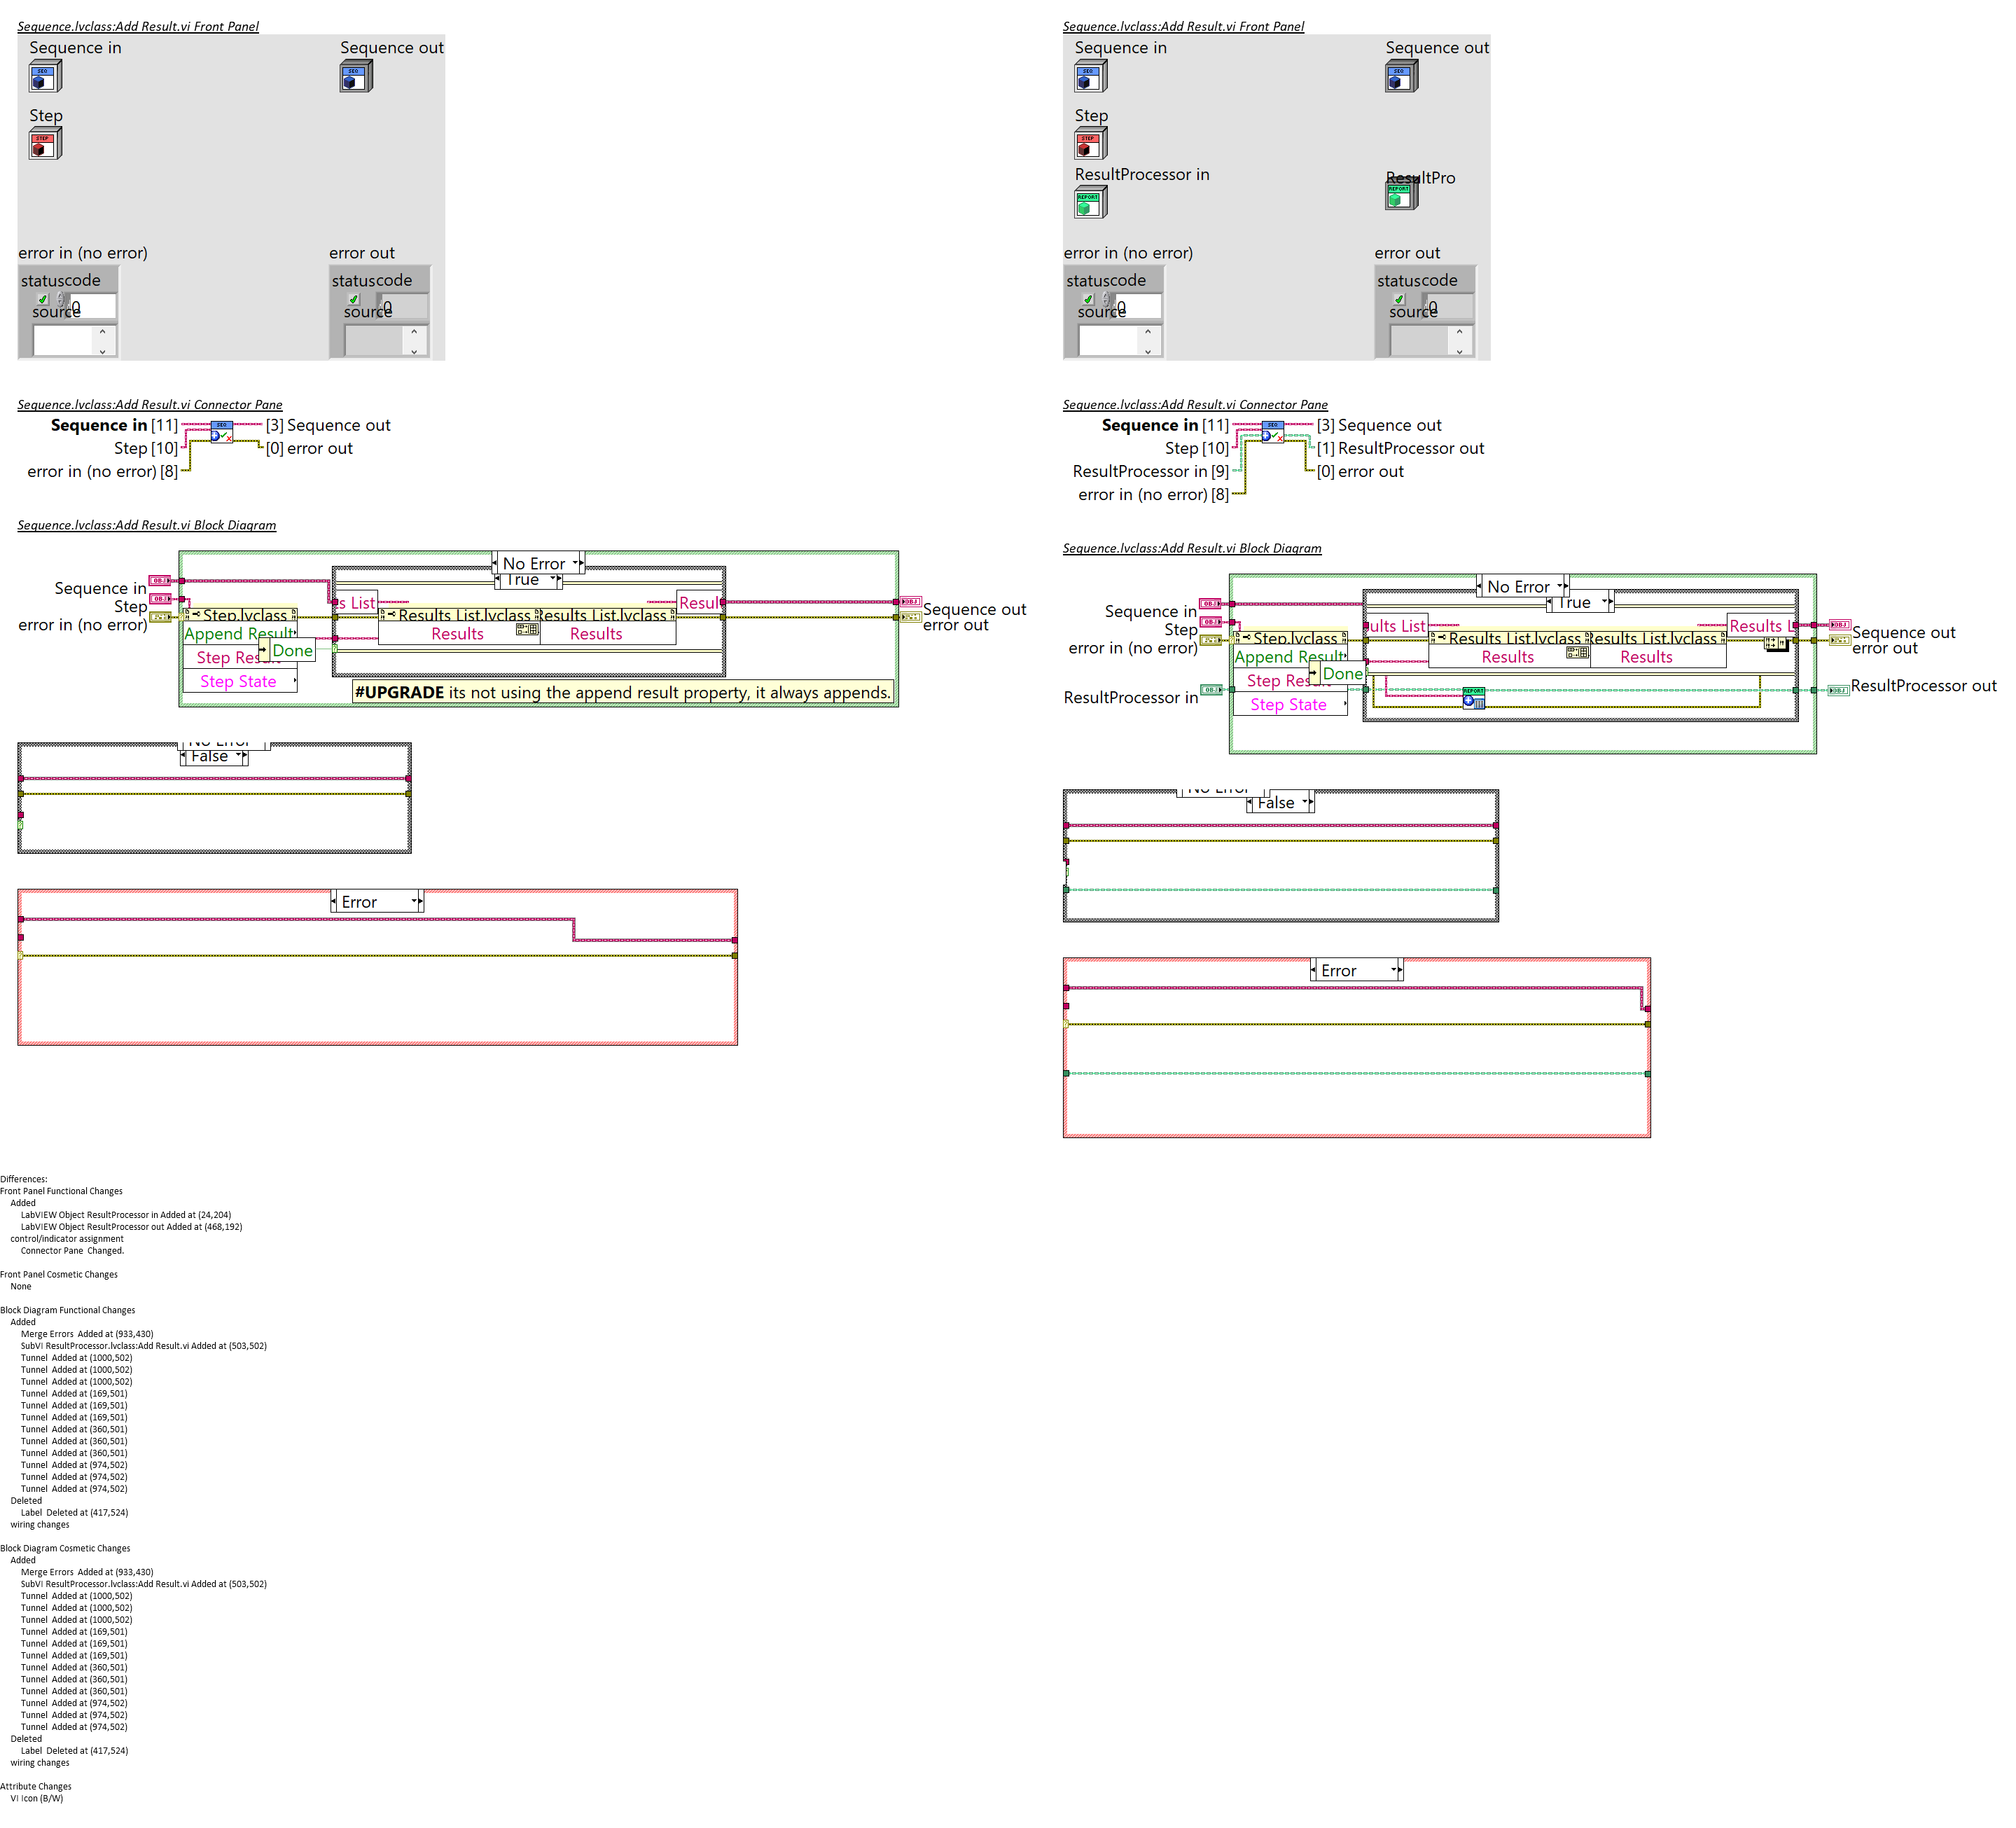 Sequence.lvclass:Add Result.vi Front Panel
Sequence in
Sequence out
SEQ
SEQ
Step
STEP
error in (no error)
error out
status code
0
source
status code
0
source
Sequence.lvclass:Add Result.vi Connector Pane
Sequence in [11]
[3] Sequence out
SEQ
Step [10]
[0] error out
error in (no error) [8]
Sequence.lvclass:Add Result.vi Block Diagram
No Error
True
OBJ
Sequence in
OBJ
Step
error in (no error)
s List
Resul
OBJ
Sequence out
error out
Step.lvclass
Results List.lvclass
Results List.lvclass
Append Result
Results
Results
Step Result
Done
Step State
#UPGRADE its not using the append result property, it always appends.
No Error
False
Error
Sequence.lvclass:Add Result.vi Front Panel
Sequence in
Sequence out
SEQ
SEQ
Step
STEP
ResultProcessor in
ResultPro
REPORT
REPORT
error in (no error)
error out
status code
0
source
status code
0
source
Sequence.lvclass:Add Result.vi Connector Pane
Sequence in [11]
[3] Sequence out
SEQ
Step [10]
[1] ResultProcessor out
ResultProcessor in [9]
[0] error out
error in (no error) [8]
Sequence.lvclass:Add Result.vi Block Diagram
No Error
True
OBJ
Sequence in
OBJ
Step
error in (no error)
ults List
Results L
OBJ
Sequence out
error out
Step.lvclass
Results List.lvclass
esults List.lvclass
Append Result
Results
Results
Step Res
Done
ResultProcessor in
OBJ
REPORT
OBJ
ResultProcessor out
Step State
No Error
False
Error
Differences:
Front Panel Functional Changes
Added
LabVIEW Object ResultProcessor in Added at (24,204)
LabVIEW Object ResultProcessor out Added at (468,192)
control/indicator assignment
Connector Pane  Changed.
Front Panel Cosmetic Changes
None
Block Diagram Functional Changes
Added
Merge Errors  Added at (933,430)
SubVI ResultProcessor.lvclass:Add Result.vi Added at (503,502)
Tunnel  Added at (1000,502)
Tunnel  Added at (1000,502)
Tunnel  Added at (1000,502)
Tunnel  Added at (169,501)
Tunnel  Added at (169,501)
Tunnel  Added at (169,501)
Tunnel  Added at (360,501)
Tunnel  Added at (360,501)
Tunnel  Added at (360,501)
Tunnel  Added at (974,502)
Tunnel  Added at (974,502)
Tunnel  Added at (974,502)
Deleted
Label  Deleted at (417,524)
wiring changes
Block Diagram Cosmetic Changes
Added
Merge Errors  Added at (933,430)
SubVI ResultProcessor.lvclass:Add Result.vi Added at (503,502)
Tunnel  Added at (1000,502)
Tunnel  Added at (1000,502)
Tunnel  Added at (1000,502)
Tunnel  Added at (169,501)
Tunnel  Added at (169,501)
Tunnel  Added at (169,501)
Tunnel  Added at (360,501)
Tunnel  Added at (360,501)
Tunnel  Added at (360,501)
Tunnel  Added at (974,502)
Tunnel  Added at (974,502)
Tunnel  Added at (974,502)
Deleted
Label  Deleted at (417,524)
wiring changes
Attribute Changes
VI Icon (B/W)